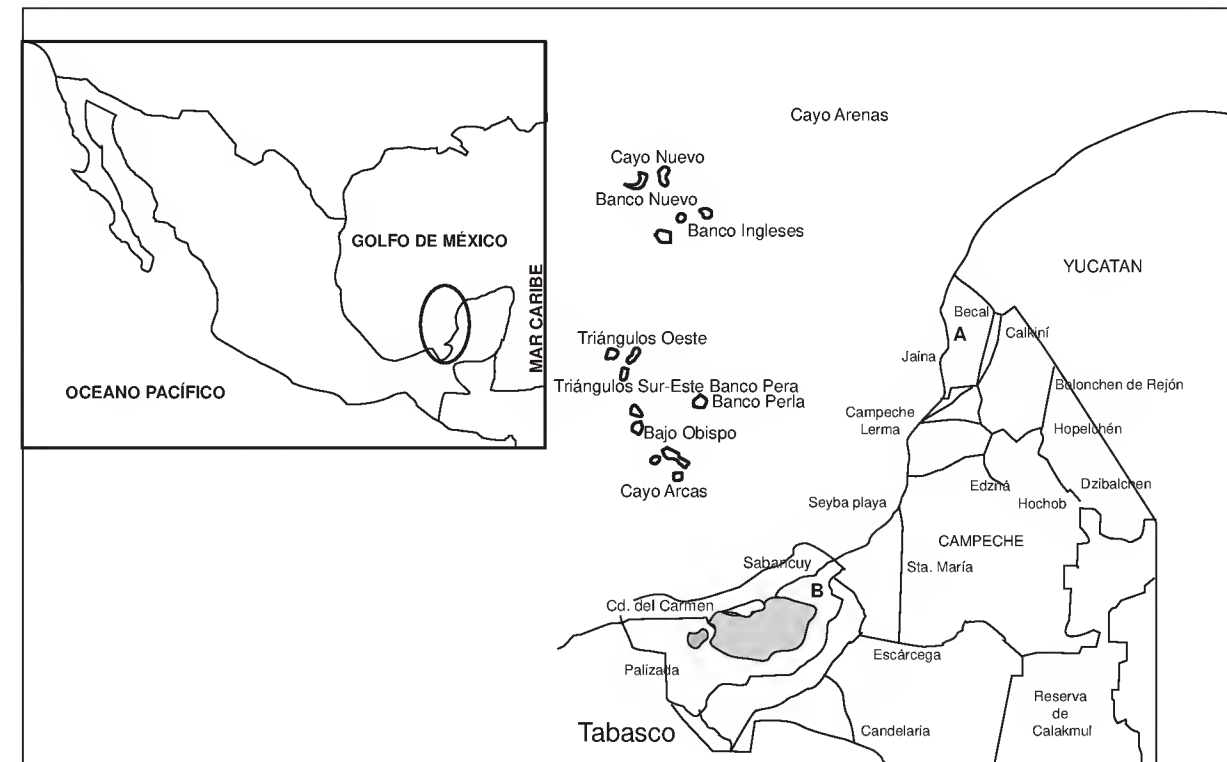 GOLFO DE MÉXICO
MAR CARIBE
OCEANO PACÍFICO
Cayo Arenas
Cayo Nuevo
Banco Nuevo
Banco Ingleses
YUCATAN
Becal
A
Calkiní
Jaina
Triángulos Oeste
Triángulos Sur-Este Banco Pera
Banco Perla
Bolonchen de Rejón
Campeche
Lerma
Bajo Obispo
Hopelchén
Cayo Arcas
Edzná
Dzibalchen
Seyba playa
Hochob
CAMPECHE
Sabancuy
Sta. María
B
Cd. del Carmen
Escárcega
Palizada
Reserva
de
Calakmul
Tabasco
Candelaria